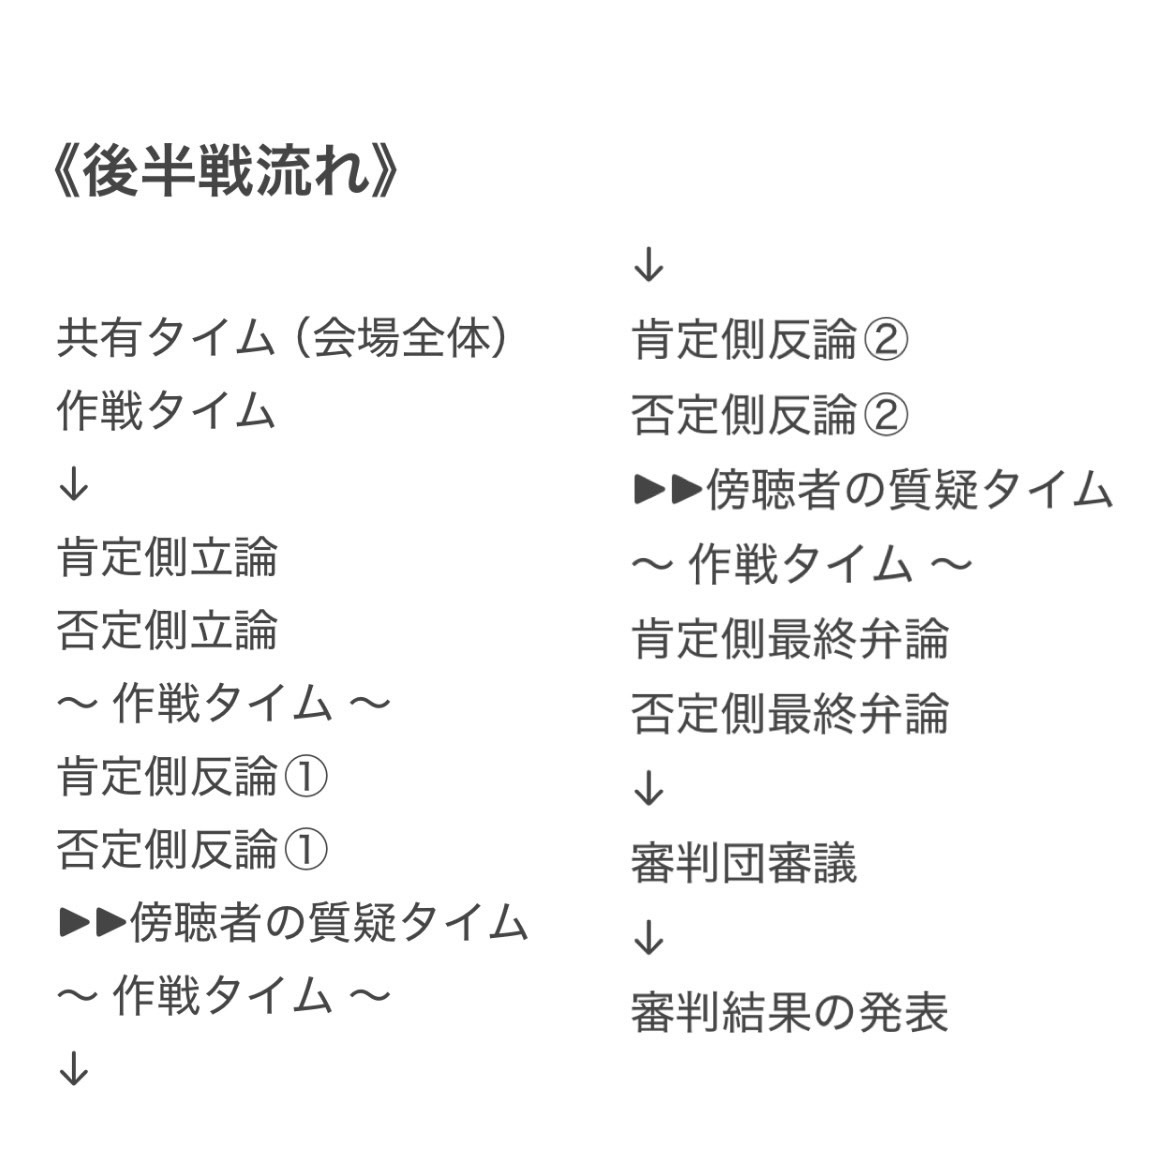 《後半戦流れ》
共有タイム（会場全体）
作戦タイム
↓
肯定側立論
否定側立論
〜 作戦タイム 〜
肯定側反論①
否定側反論①
▶▶傍聴者の質疑タイム
〜 作戦タイム 〜
↓
↓
肯定側反論②
否定側反論②
▶▶傍聴者の質疑タイム
〜 作戦タイム 〜
肯定側最終弁論
否定側最終弁論
↓
審判団審議
↓
審判結果の発表